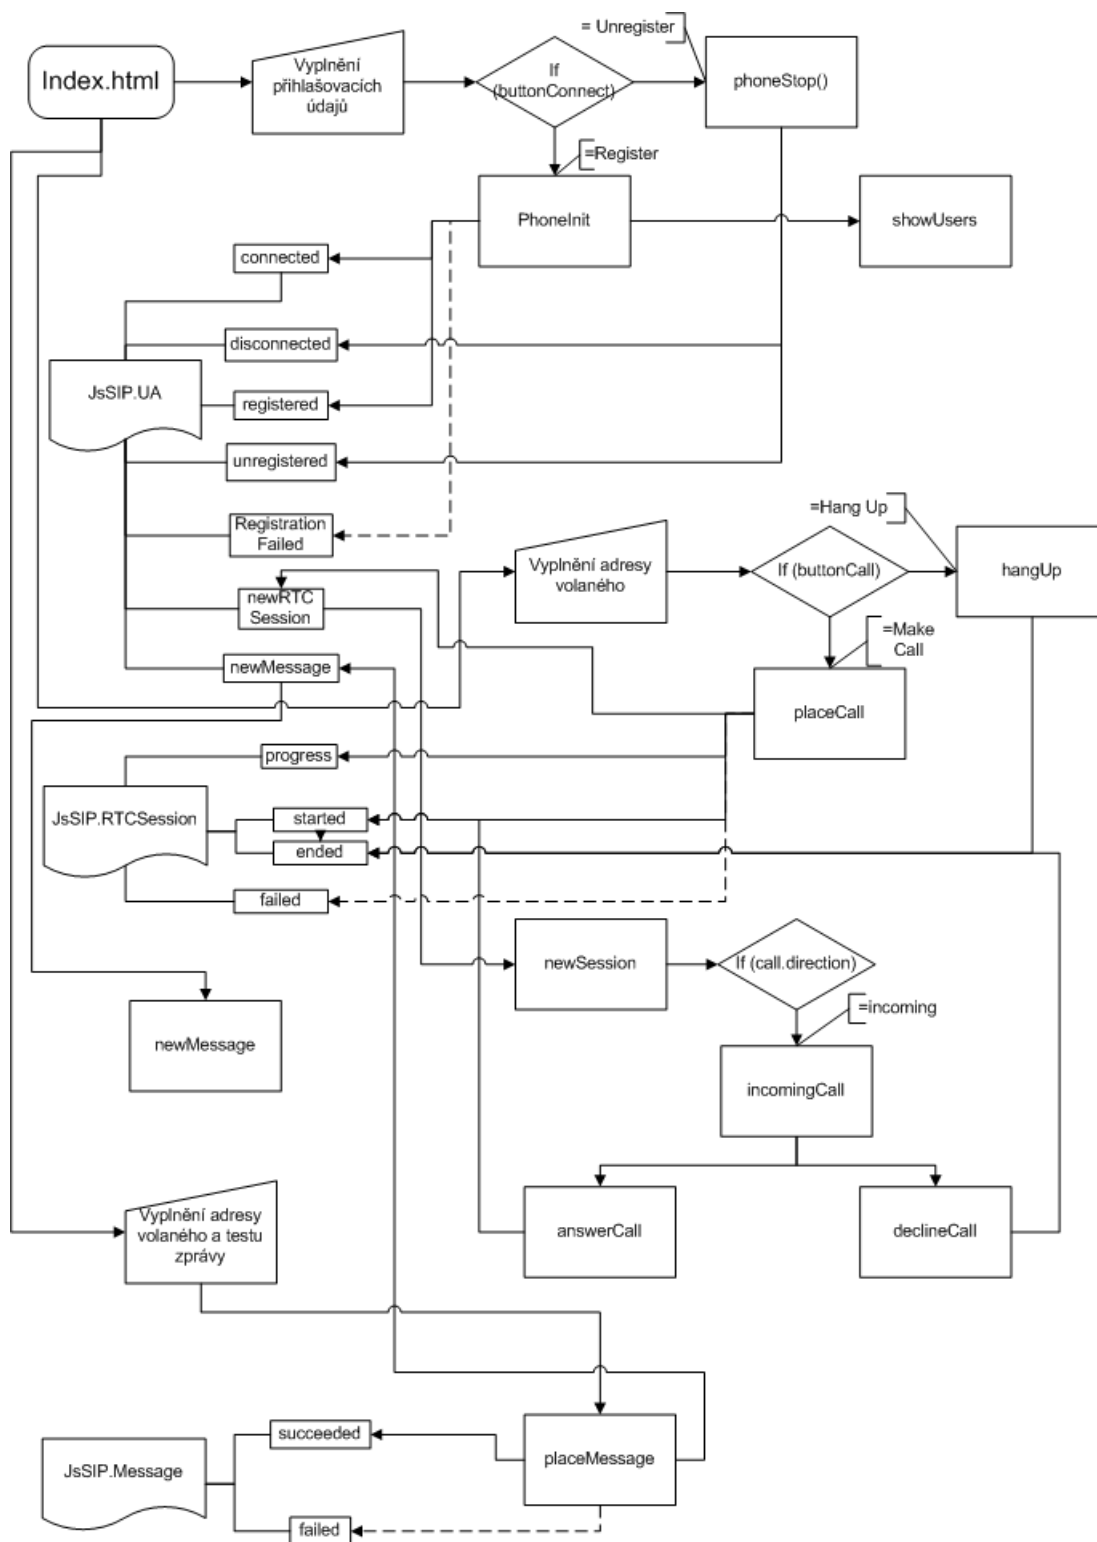 = Unregister
Index.html
Vyplnění
přihlašovacích
údajů
If
(buttonConnect)
phoneStop()
=Register
PhoneInit
showUsers
connected
disconnected
JsSIP.UA
registered
unregistered
Registration
Failed
=Hang Up
Vyplnění adresy
volaného
If (buttonCall)
hangUp
newRTC
Session
=Make
Call
newMessage
placeCall
progress
JsSIP.RTCSession
started
ended
failed
newSession
If (call.direction)
=incoming
newMessage
incomingCall
Vyplnění adresy
volaného a testu
zprávy
answerCall
declineCall
succeeded
JsSIP.Message
placeMessage
failed